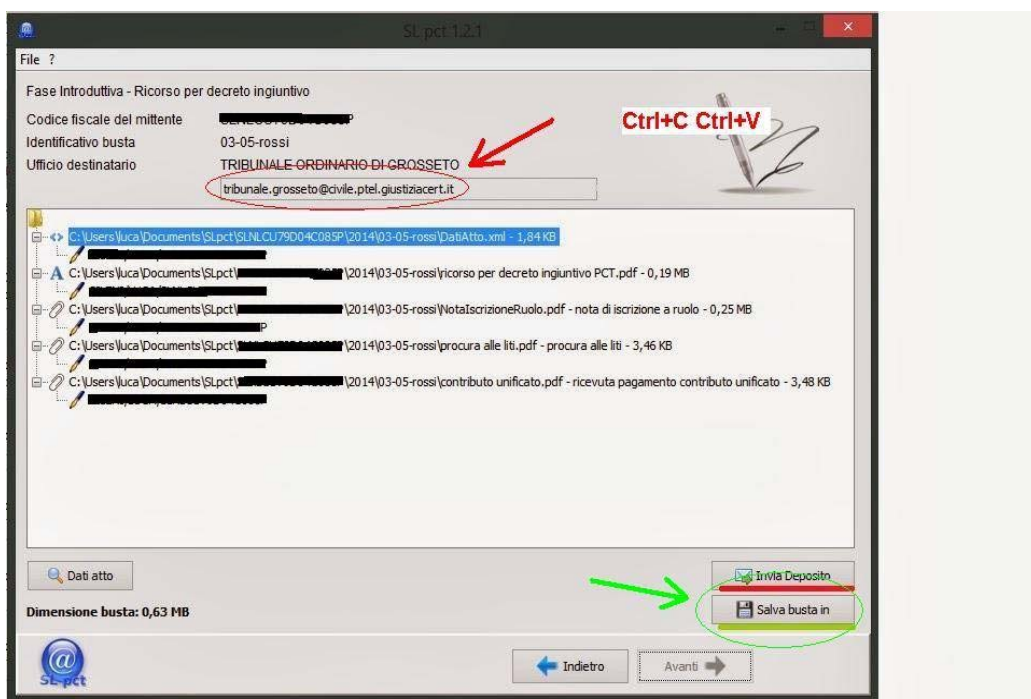 SL pct 1.2.1
File ?
Fase Introduttiva - Ricorso per decreto ingiuntivo
Codice fiscale del mittente
Ctrl+C Ctrl+V
Identificativo busta 03-05-rossi
Ufficio destinatario TRIBUNALE ORDINARIO DI GROSSETO
tribunale.grosseto@civile.ptel.giustiziacert.it
C:\Users\luca\Documents\SLpct\SLNLCU79D04C085P\2014\03-05-rossi\DatiAtto.xml - 1,84 KB
A C:\Users\luca\Documents\SLpct\ \2014\03-05-rossi\ricorso per decreto ingiuntivo PCT.pdf - 0,19 MB
C:\Users\luca\Documents\SLpct\ \2014\03-05-rossi\NotaIscrizioneRuolo.pdf - nota di iscrizione a ruolo - 0,25 MB
C:\Users\luca\Documents\SLpct\ \2014\03-05-rossi\procura alle liti.pdf - procura alle liti - 3,46 KB
C:\Users\luca\Documents\SLpct\ \2014\03-05-rossi\contributo unificato.pdf - ricevuta pagamento contributo unificato - 3,48 KB
Dati atto
Invia Deposito
Dimensione busta: 0,63 MB
Salva busta in
@
SL pct
Indietro
Avanti